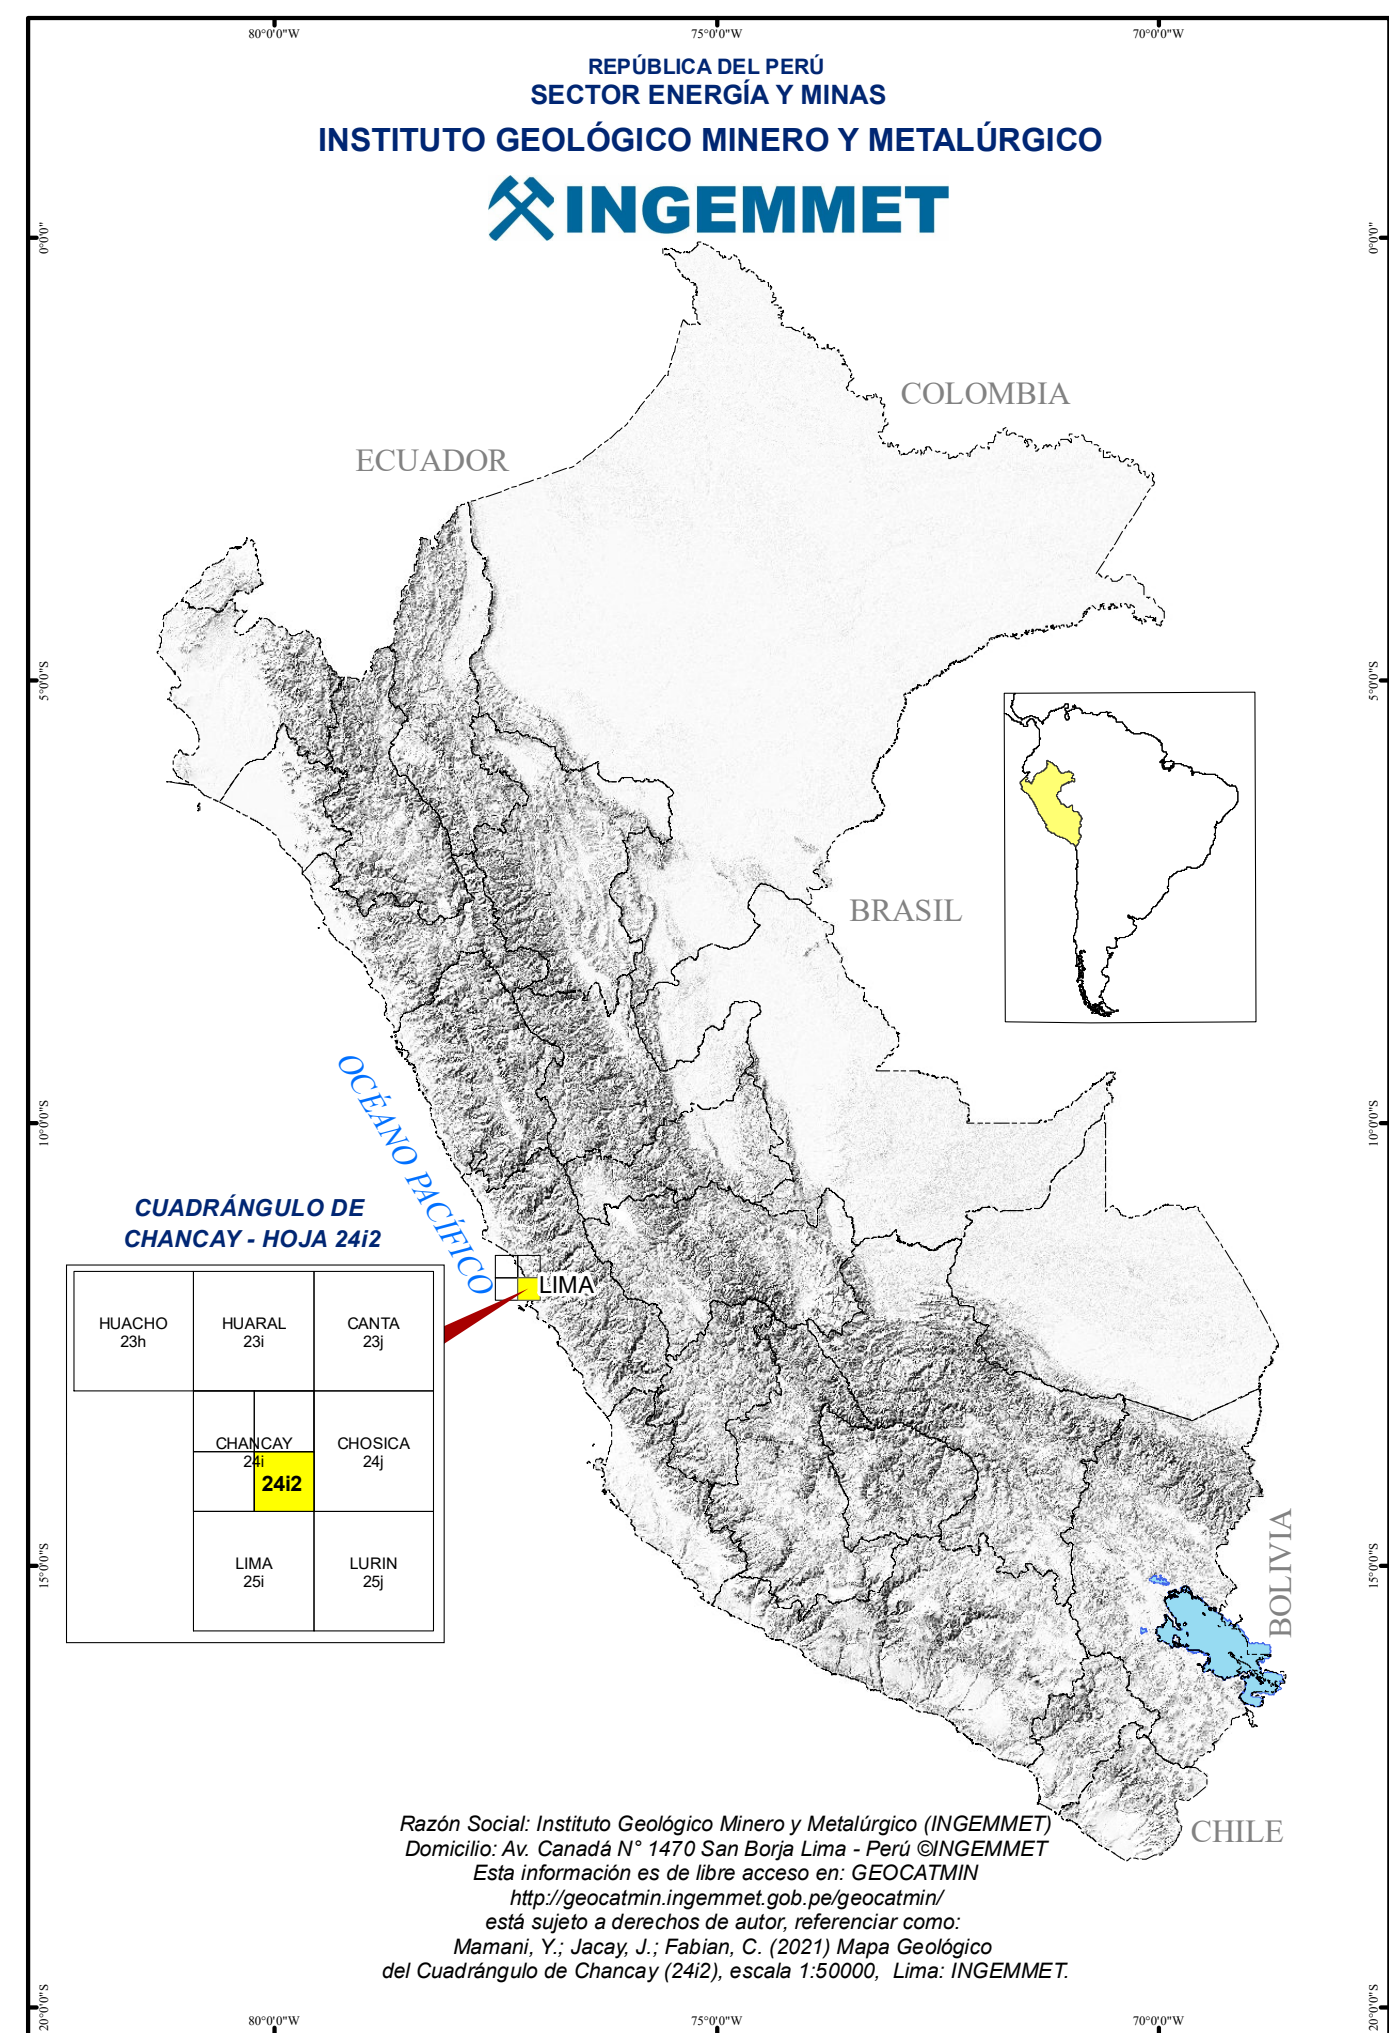 80°0'0"W
75°0'0"W
70°0'0"W
REPÚBLICA DEL PERÚ
SECTOR ENERGÍA Y MINAS
INSTITUTO GEOLÓGICO MINERO Y METALÚRGICO
INGEMMET
0°0'0"
0°0'0"
COLOMBIA
ECUADOR
5°0'0"S
5°0'0"S
BRASIL
OCÉANO PACÍFICO
10°0'0"S
10°0'0"S
CUADRÁNGULO DE
CHANCAY - HOJA 24i2
LIMA
HUACHO
23h
HUARAL
23i
CANTA
23j
CHANCAY
24i
24i2
CHOSICA
24j
LIMA
25i
LURIN
25j
15°0'0"S
15°0'0"S
BOLIVIA
CHILE
Razón Social: Instituto Geológico Minero y Metalúrgico (INGEMMET)
Domicilio: Av. Canadá N° 1470 San Borja Lima - Perú ©INGEMMET
Esta información es de libre acceso en: GEOCATMIN
http://geocatmin.ingemmet.gob.pe/geocatmin/
está sujeto a derechos de autor, referenciar como:
Mamani, Y.; Jacay, J.; Fabian, C. (2021) Mapa Geológico
del Cuadrángulo de Chancay (24i2), escala 1:50000, Lima: INGEMMET.
20°0'0"S
20°0'0"S
80°0'0"W
75°0'0"W
70°0'0"W